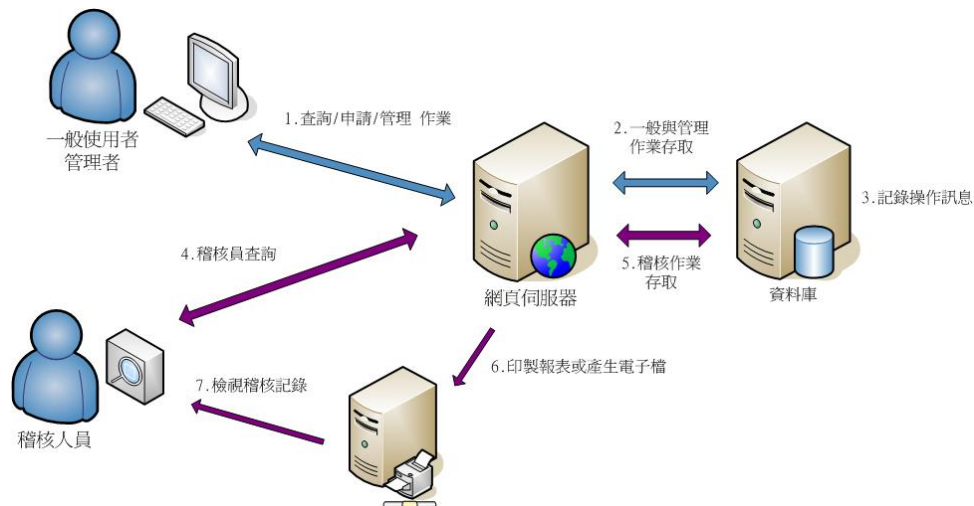 一般使用者
管理者
1.查詢/申請/管理 作業
2.一般與管理
作業存取
3.記錄操作訊息
4.稽核員查詢
5.稽核作業
存取
網頁伺服器
資料庫
6.印製報表或產生電子檔
7.檢視稽核記錄
稽核人員